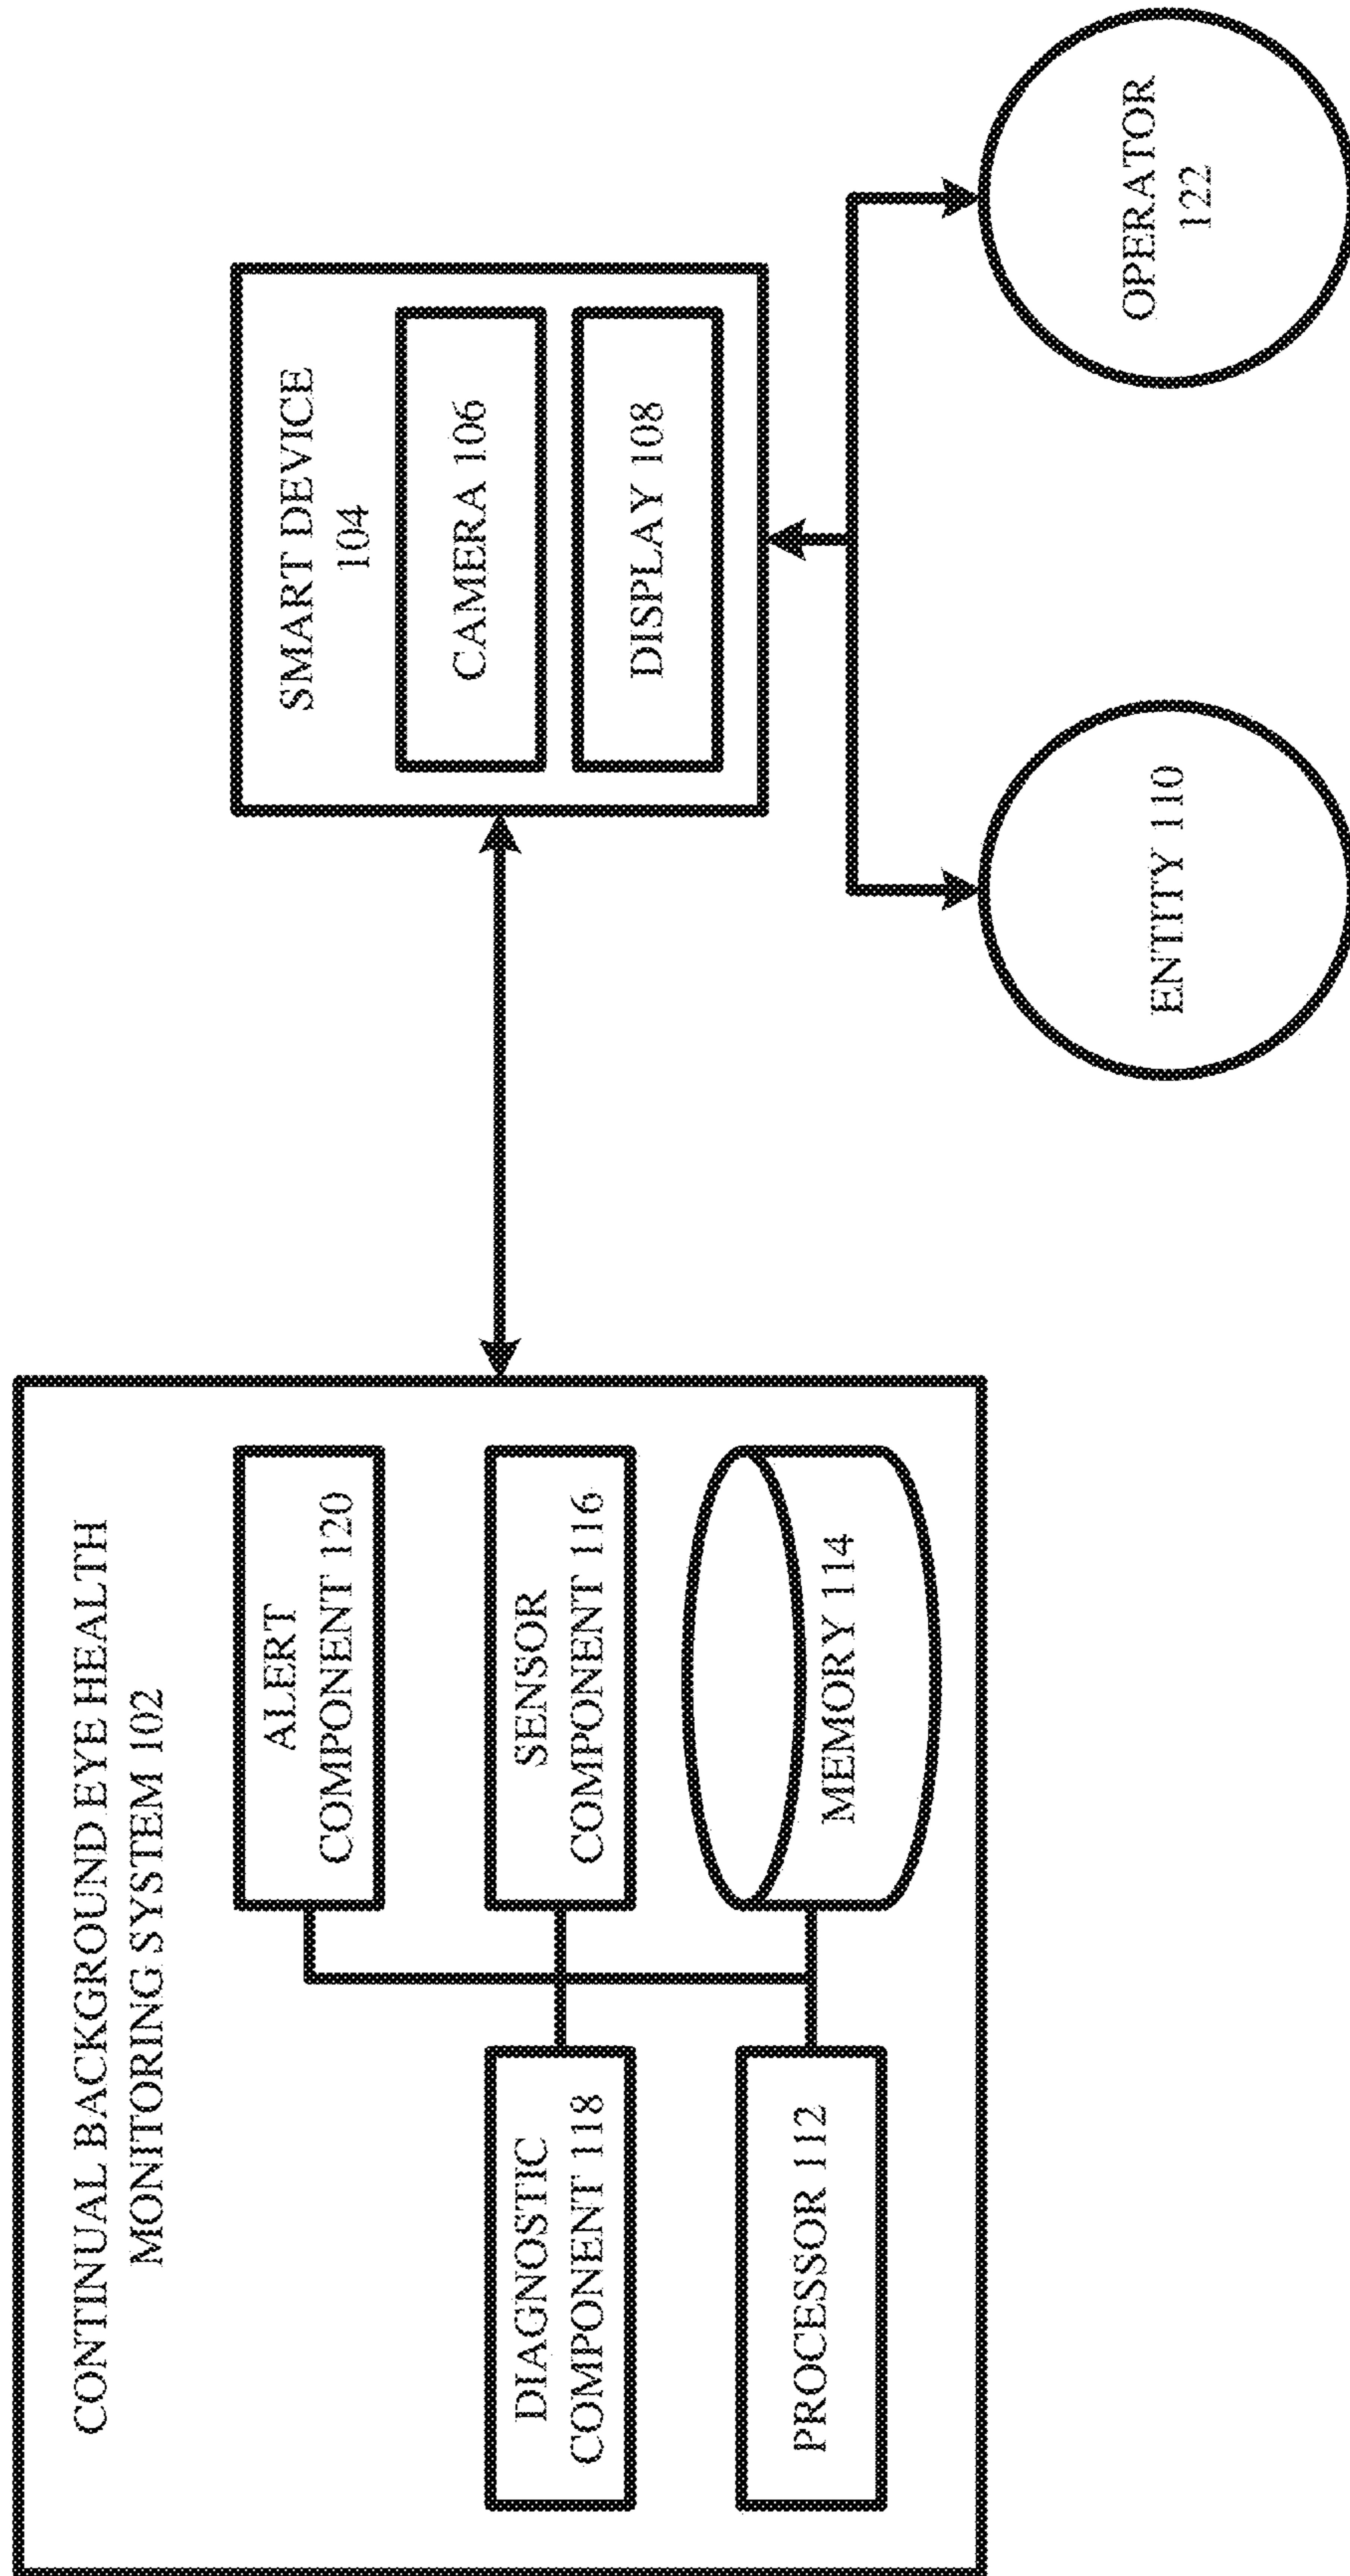 CONTINUAL BACKGROUND EYE HEALTH
MONITORING SYSTEM 102
ALERT
COMPONENT 120
DIAGNOSTIC
COMPONENT 118
SENSOR
COMPONENT 116
PROCESSOR 112
MEMORY 114
SMART DEVICE
104
CAMERA 106
DISPLAY 108
ENTITY 110
OPERATOR
122